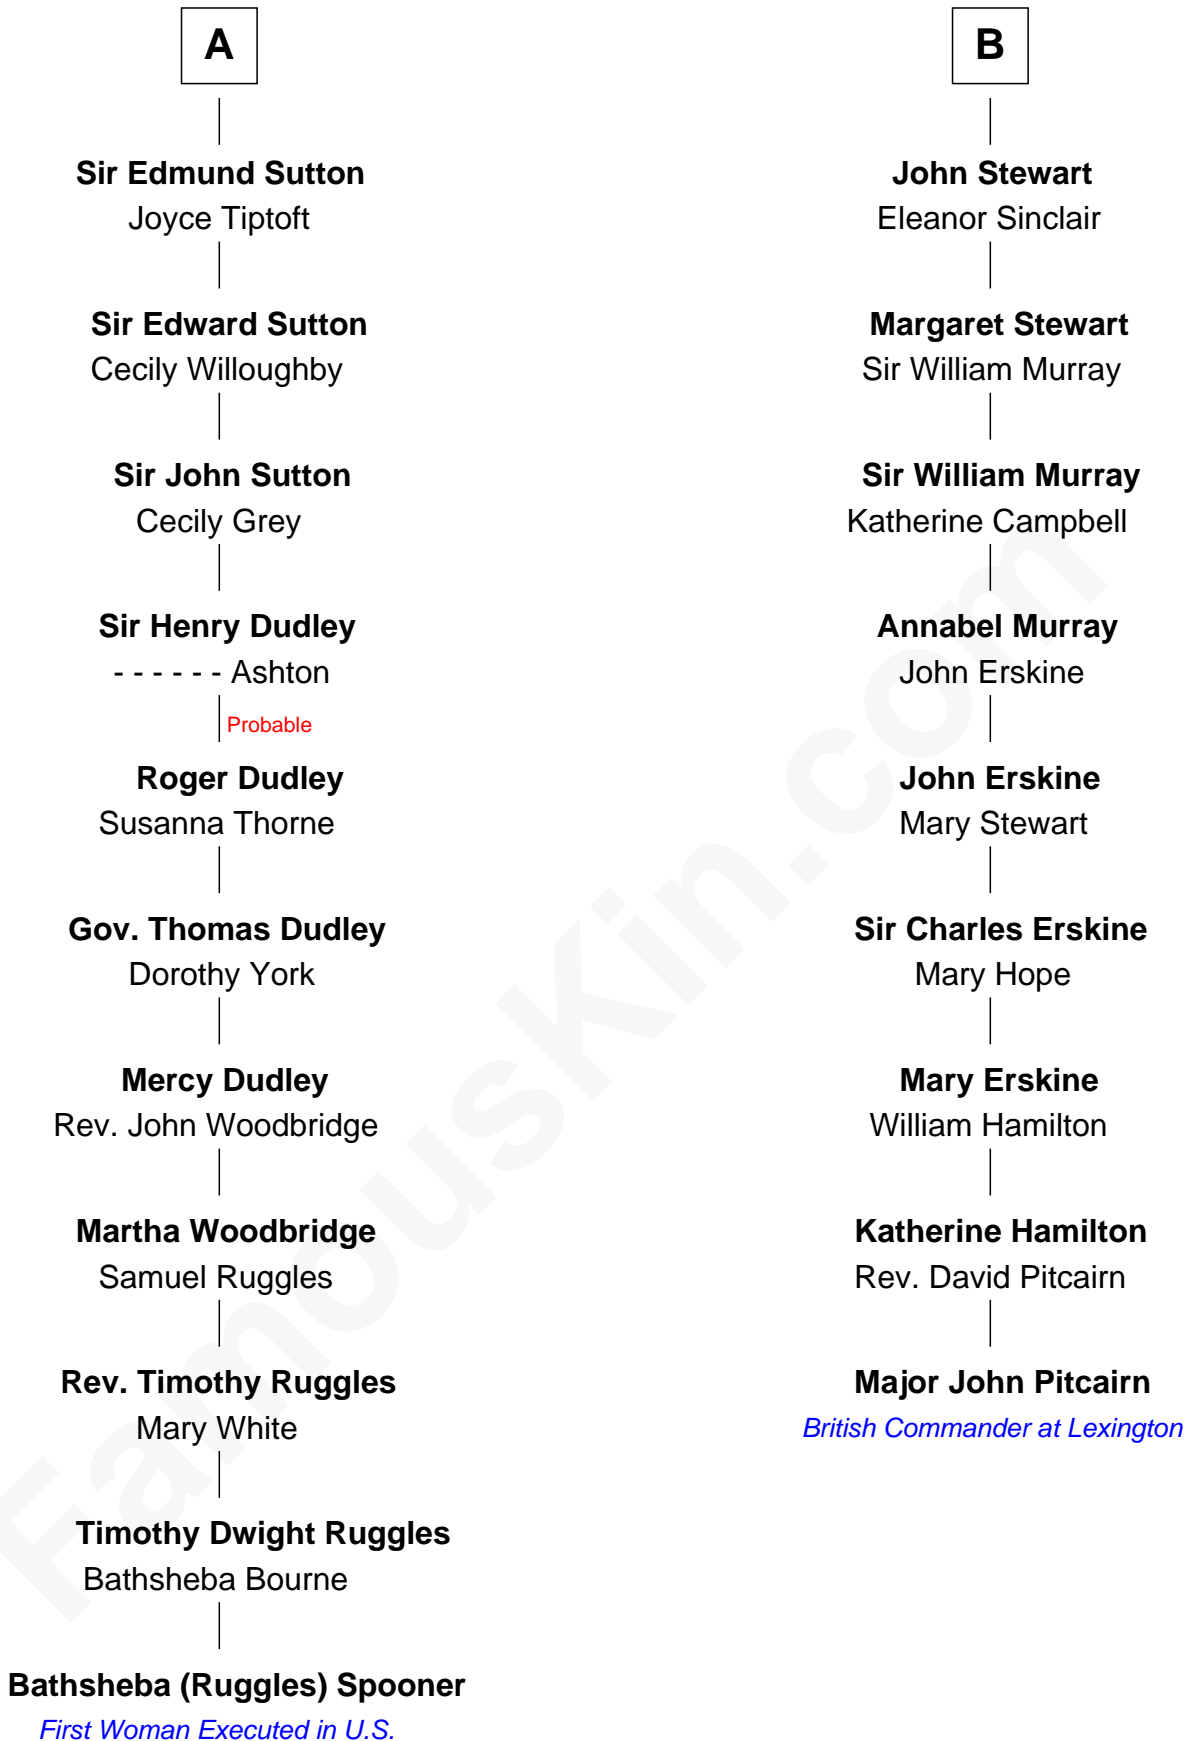 A
Sir Edmund Sutton
Joyce Tiptoft
Sir Edward Sutton
Cecily Willoughby
Sir John Sutton
Cecily Grey
Sir Henry Dudley
- - - - - - Ashton
Probable
Roger Dudley
Susanna Thorne
Gov. Thomas Dudley
Dorothy York
Mercy Dudley
Rev. John Woodbridge
Martha Woodbridge
Samuel Ruggles
Rev. Timothy Ruggles
Mary White
Timothy Dwight Ruggles
Bathsheba Bourne
Bathsheba (Ruggles) Spooner
First Woman Executed in U.S.
B
John Stewart
Eleanor Sinclair
Margaret Stewart
Sir William Murray
Sir William Murray
Katherine Campbell
Annabel Murray
John Erskine
John Erskine
Mary Stewart
Sir Charles Erskine
Mary Hope
Mary Erskine
William Hamilton
Katherine Hamilton
Rev. David Pitcairn
Major John Pitcairn
British Commander at Lexington
FamousKin.com